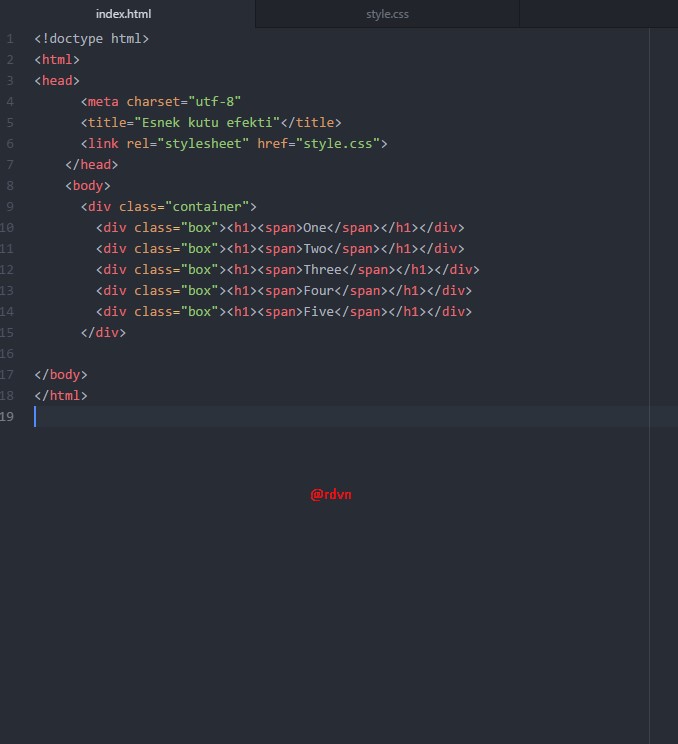 index.html
style.css
1 <!doctype html>
2 <html>
3 <head>
4 <meta charset="utf-8"
5 <title="Esnek kutu efekti"</title>
6 <link rel="stylesheet" href="style.css">
7 </head>
8 <body>
9 <div class="container">
10 <div class="box"><h1><span>One</span></h1></div>
11 <div class="box"><h1><span>Two</span></h1></div>
12 <div class="box"><h1><span>Three</span></h1></div>
13 <div class="box"><h1><span>Four</span></h1></div>
14 <div class="box"><h1><span>Five</span></h1></div>
15 </div>
16
17 </body>
18 </html>
19
@rdvn